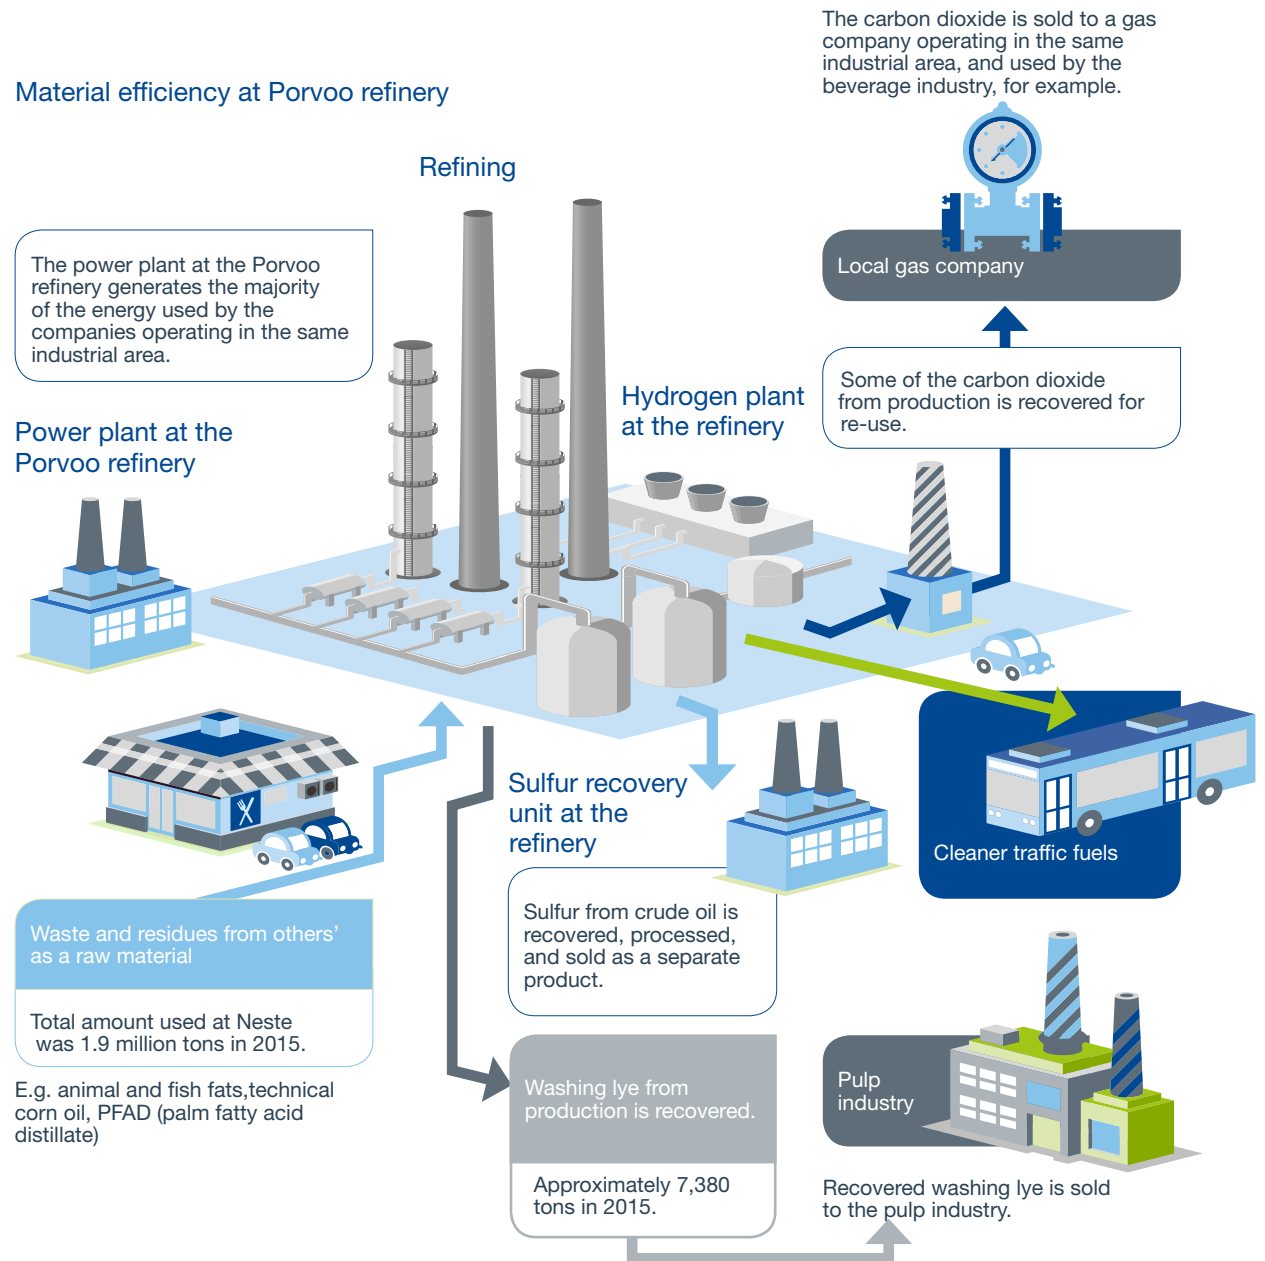 The carbon dioxide is sold to a gas
company operating in the same
industrial area, and used by the
beverage industry, for example.
Material efficiency at Porvoo refinery
Refining
The power plant at the Porvoo
refinery generates the majority
of the energy used by the
companies operating in the same
industrial area.
Local gas company
Some of the carbon dioxide
from production is recovered for
re-use.
Hydrogen plant
at the refinery
Power plant at the
Porvoo refinery
Sulfur recovery
unit at the
refinery
Sulfur from crude oil is
recovered, processed,
and sold as a separate
product.
Cleaner traffic fuels
Waste and residues from others’
as a raw material
Total amount used at Neste
was 1.9 million tons in 2015.
E.g. animal and fish fats,technical
corn oil, PFAD (palm fatty acid
distillate)
Washing lye from
production is recovered.
Approximately 7,380
tons in 2015.
Pulp
industry
Recovered washing lye is sold
to the pulp industry.